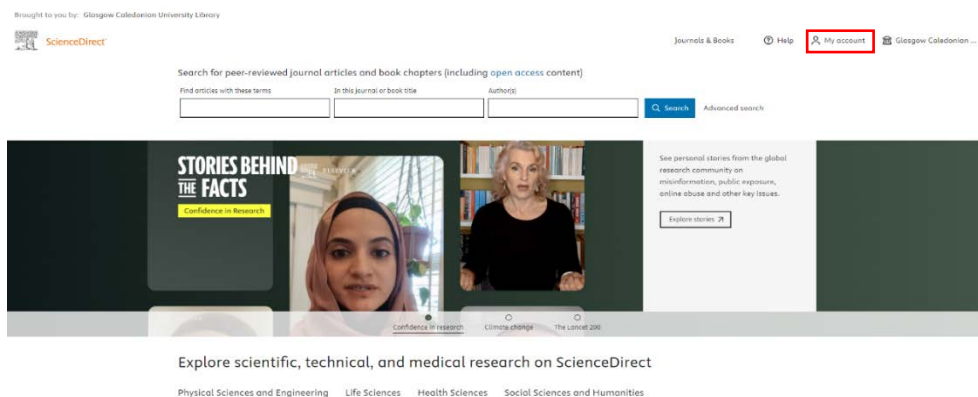 Brought to you by: Glasgow Caledonian University Library
ScienceDirect
Journals & Books
Help
My account
Glasgow Caledonian ...
Search for peer-reviewed journal articles and book chapters (including open access content)
Find articles with these terms
In this journal or book title
Author(s)
Search
Advanced search
STORIES BEHIND
THE FACTS
Confidence in Research
ELSEVIER
See personal stories from the global
research community on
misinformation, public exposure,
online abuse and other key issues.
Explore stories
Confidence in research
Climate change
The Lancet 200
Explore scientific, technical, and medical research on ScienceDirect
Physical Sciences and Engineering Life Sciences Health Sciences Social Sciences and Humanities